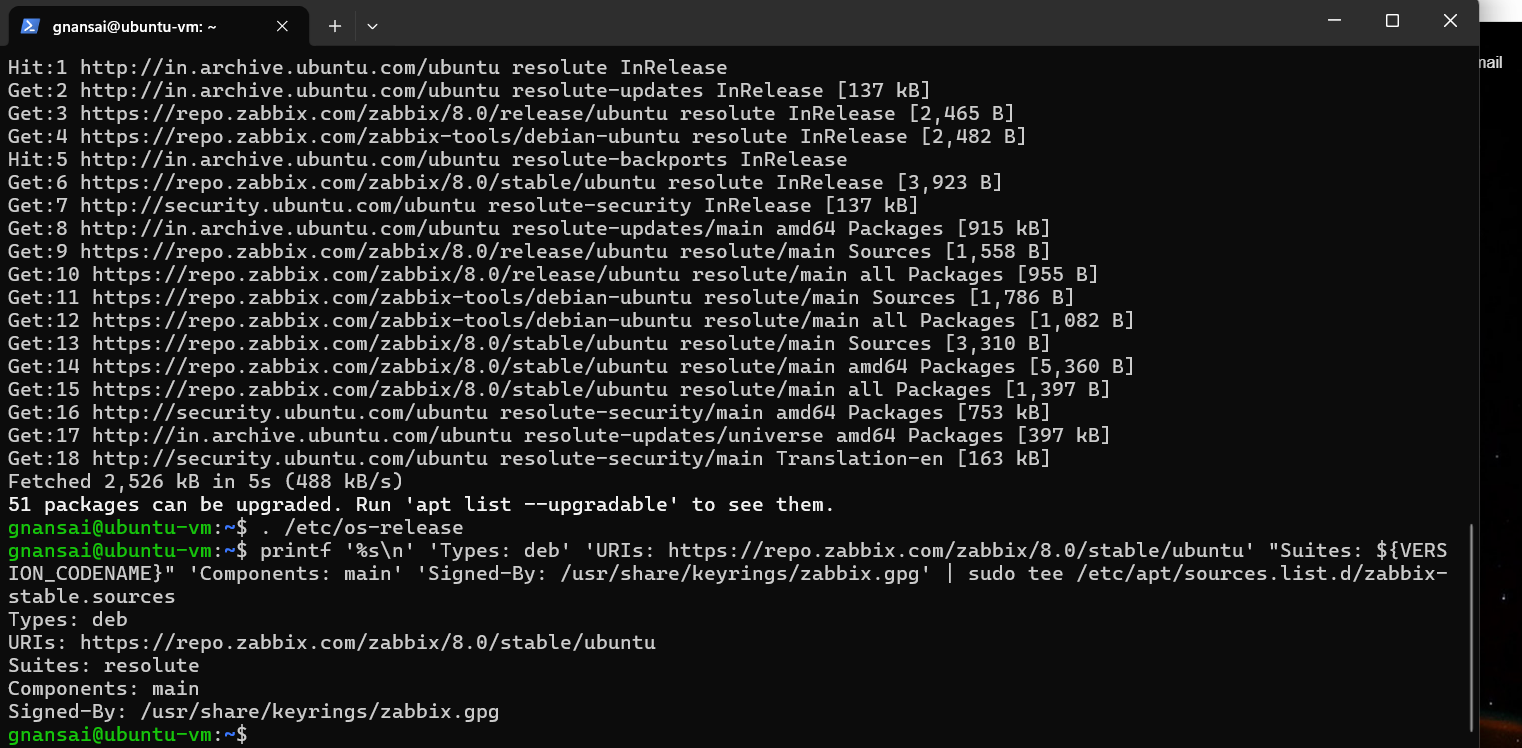 gnansai@ubuntu-vm: ~
Hit:1 http://in.archive.ubuntu.com/ubuntu resolute InRelease
Get:2 http://in.archive.ubuntu.com/ubuntu resolute-updates InRelease [137 kB]
Get:3 https://repo.zabbix.com/zabbix/8.0/release/ubuntu resolute InRelease [2,465 B]
Get:4 https://repo.zabbix.com/zabbix-tools/debian-ubuntu resolute InRelease [2,482 B]
Hit:5 http://in.archive.ubuntu.com/ubuntu resolute-backports InRelease
Get:6 https://repo.zabbix.com/zabbix/8.0/stable/ubuntu resolute InRelease [3,923 B]
Get:7 http://security.ubuntu.com/ubuntu resolute-security InRelease [137 kB]
Get:8 http://in.archive.ubuntu.com/ubuntu resolute-updates/main amd64 Packages [915 kB]
Get:9 https://repo.zabbix.com/zabbix/8.0/release/ubuntu resolute/main Sources [1,558 B]
Get:10 https://repo.zabbix.com/zabbix/8.0/release/ubuntu resolute/main all Packages [955 B]
Get:11 https://repo.zabbix.com/zabbix-tools/debian-ubuntu resolute/main Sources [1,786 B]
Get:12 https://repo.zabbix.com/zabbix-tools/debian-ubuntu resolute/main all Packages [1,082 B]
Get:13 https://repo.zabbix.com/zabbix/8.0/stable/ubuntu resolute/main Sources [3,310 B]
Get:14 https://repo.zabbix.com/zabbix/8.0/stable/ubuntu resolute/main amd64 Packages [5,360 B]
Get:15 https://repo.zabbix.com/zabbix/8.0/stable/ubuntu resolute/main all Packages [1,397 B]
Get:16 http://security.ubuntu.com/ubuntu resolute-security/main amd64 Packages [753 kB]
Get:17 http://in.archive.ubuntu.com/ubuntu resolute-updates/universe amd64 Packages [397 kB]
Get:18 http://security.ubuntu.com/ubuntu resolute-security/main Translation-en [163 kB]
Fetched 2,526 kB in 5s (488 kB/s)
51 packages can be upgraded. Run 'apt list --upgradable' to see them.
gnansai@ubuntu-vm:~$ . /etc/os-release
gnansai@ubuntu-vm:~$ printf '%s\n' 'Types: deb' 'URIs: https://repo.zabbix.com/zabbix/8.0/stable/ubuntu' "Suites: ${VERS
ION_CODENAME}" 'Components: main' 'Signed-By: /usr/share/keyrings/zabbix.gpg' | sudo tee /etc/apt/sources.list.d/zabbix-
stable.sources
Types: deb
URIs: https://repo.zabbix.com/zabbix/8.0/stable/ubuntu
Suites: resolute
Components: main
Signed-By: /usr/share/keyrings/zabbix.gpg
gnansai@ubuntu-vm:~$